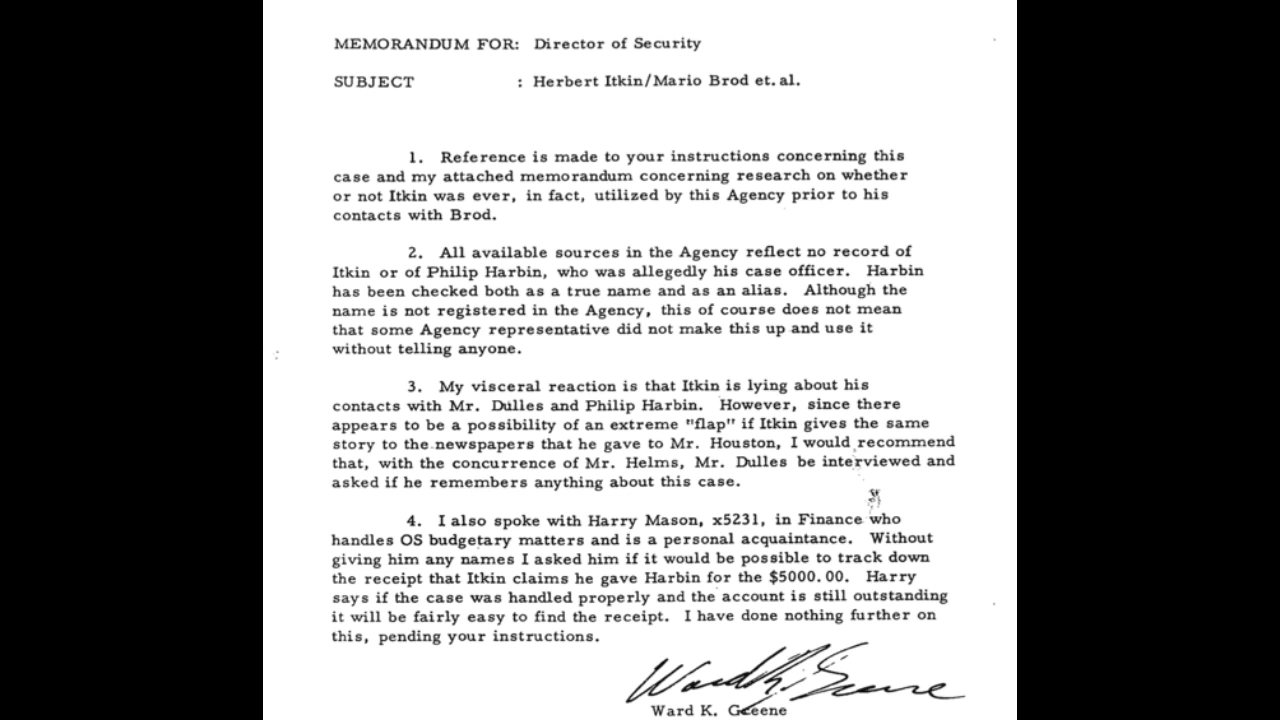 MEMORANDUM FOR: Director of Security
SUBJECT : Herbert Itkin/Mario Brod et. al.
1. Reference is made to your instructions concerning this
case and my attached memorandum concerning research on whether
or not Itkin was ever, in fact, utilized by this Agency prior to his
contacts with Brod.
2. All available sources in the Agency reflect no record of
Itkin or of Philip Harbin, who was allegedly his case officer. Harbin
has been checked both as a true name and as an alias. Although the
name is not registered in the Agency, this of course does not mean
that some Agency representative did not make this up and use it
without telling anyone.
3. My visceral reaction is that Itkin is lying about his
contacts with Mr. Dulles and Philip Harbin. However, since there
appears to be a possibility of an extreme "flap" if Itkin gives the same
story to the newspapers that he gave to Mr. Houston, I would recommend
that, with the concurrence of Mr. Helms, Mr. Dulles be interviewed and
asked if he remembers anything about this case.
4. I also spoke with Harry Mason, x5231, in Finance who
handles OS budgetary matters and is a personal acquaintance. Without
giving him any names I asked him if it would be possible to track down
the receipt that Itkin claims he gave Harbin for the $5000.00. Harry
says if the case was handled properly and the account is still outstanding
it will be fairly easy to find the receipt. I have done nothing further on
this, pending your instructions.
Ward K. Greene
Ward K. Greene